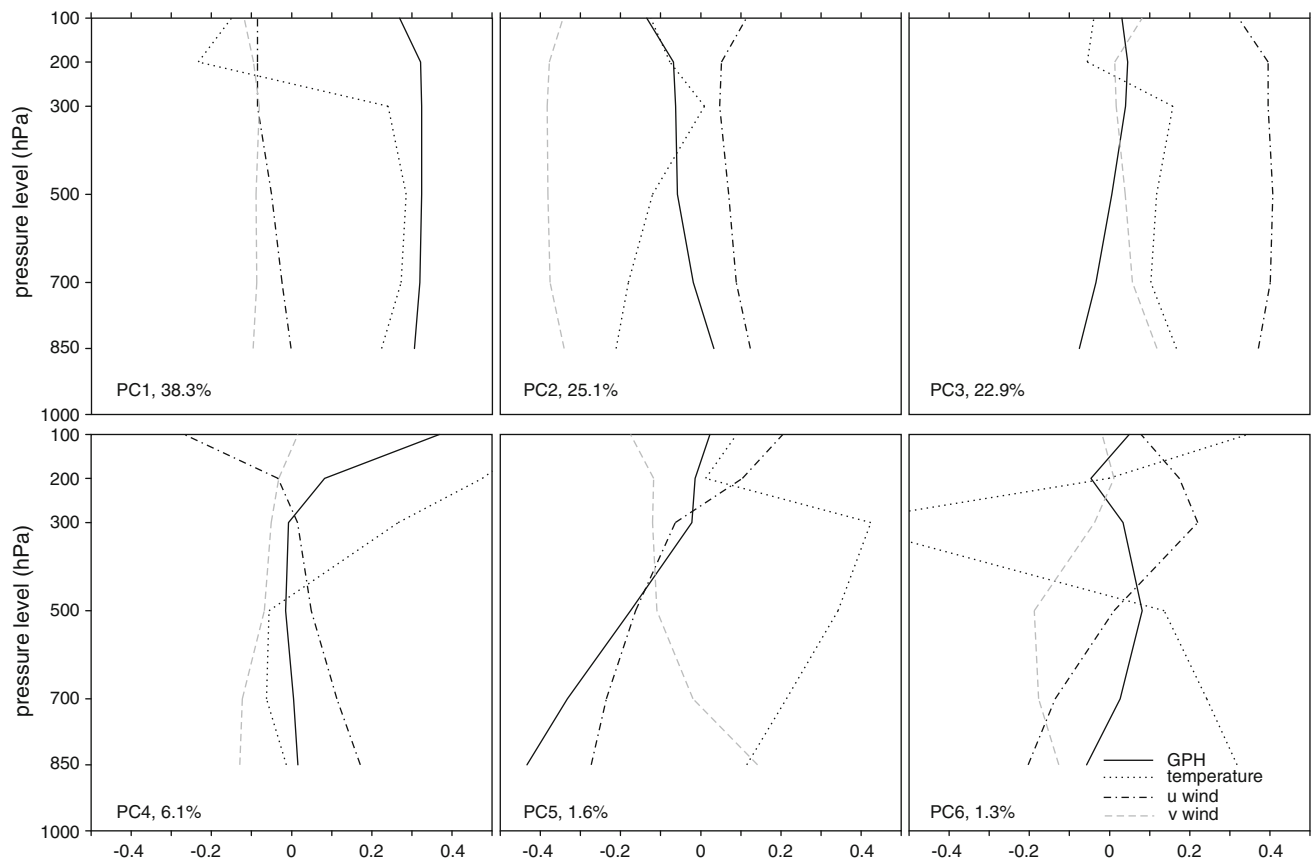 100
200
300
500
700
850
1000
pressure level (hPa)
PC1, 38.3%
PC2, 25.1%
PC3, 22.9%
100
200
300
500
700
850
1000
pressure level (hPa)
PC4, 6.1%
PC5, 1.6%
PC6, 1.3%
GPH
temperature
u wind
v wind
-0.4 -0.2 0 0.2 0.4
-0.4 -0.2 0 0.2 0.4
-0.4 -0.2 0 0.2 0.4